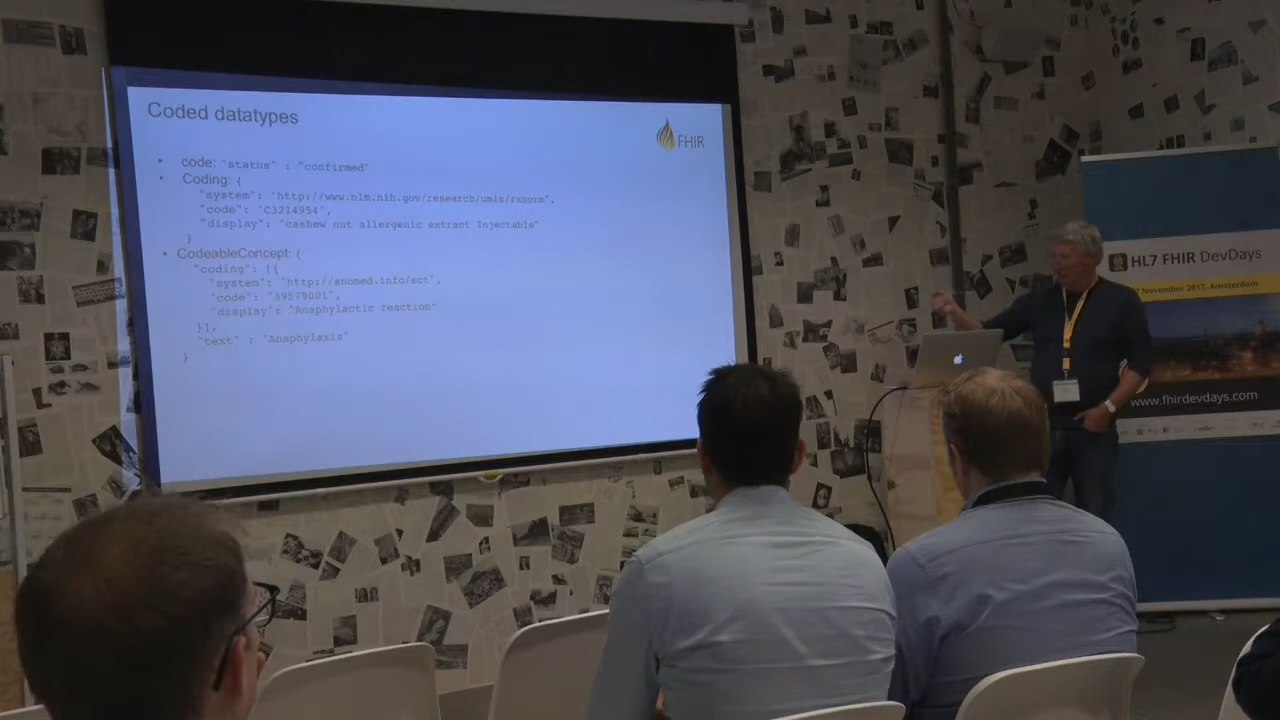 Coded datatypes
FHIR
• code: "status" : "confirmed"
• Coding: {
"system": "http://www.nlm.nih.gov/research/umls/rxnorm",
"code": "C3214954",
"display": "cashew nut allergenic extract Injectable"
}
• CodeableConcept: {
"coding": [{
"system": "http://snomed.info/sct",
"code": "39579001",
"display": "Anaphylactic reaction"
}],
"text" : "Anaphylaxis"
}
HL7 FHIR DevDays
November 2017, Amsterdam
www.fhirdevdays.com